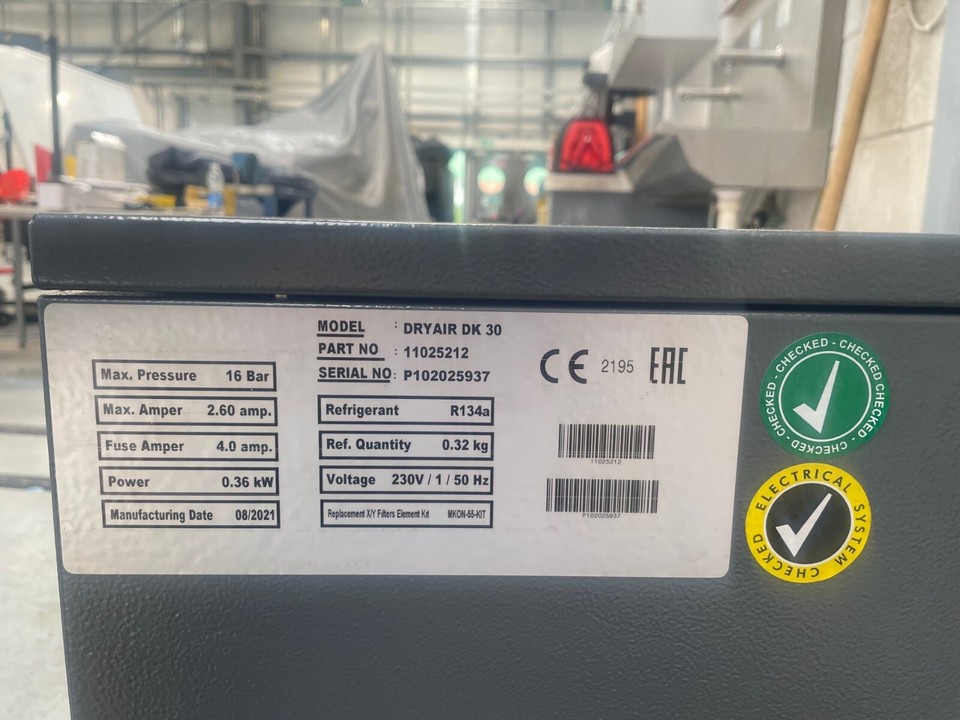 MODEL : DRYAIR DK 30
PART NO : 11025212
SERIAL NO: P102025937
Max. Pressure 16 Bar
Max. Amper 2.60 amp.
Fuse Amper 4.0 amp.
Power 0.36 kW
Manufacturing Date 08/2021
Refrigerant R134a
Ref. Quantity 0.32 kg
Voltage 230V / 1 / 50 Hz
Replacement X/Y Filters Element Kıt MKON-55-KIT
CE 2195 EAC
11025212
P102025937
CHECKED - CHECKED - CHECKED - CHECKED - CHECKED
ELECTRICAL SYSTEM CHECKED